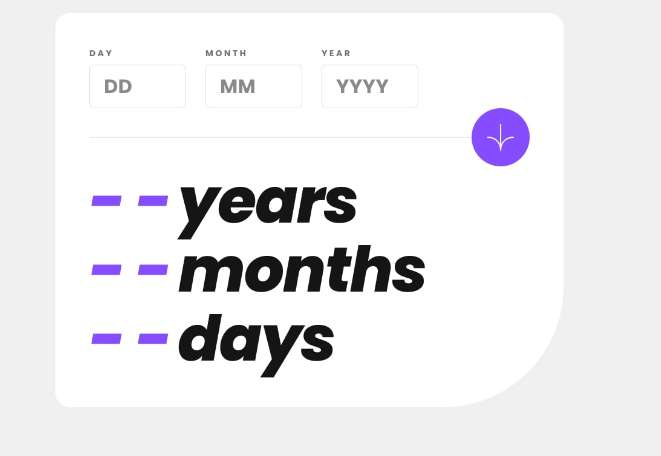 DAY MONTH YEAR
DD MM YYYY
-- years
-- months
-- days